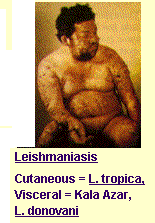 Leishmaniasis
Cutaneous = L. tropica,
Visceral = Kala Azar,
L. donovani